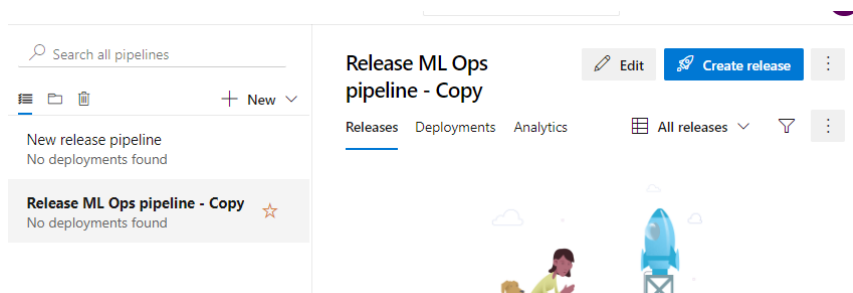 Search all pipelines
New
New release pipeline
No deployments found
Release ML Ops pipeline - Copy
No deployments found
Release ML Ops
pipeline - Copy
Edit
Create release
Releases Deployments Analytics
All releases